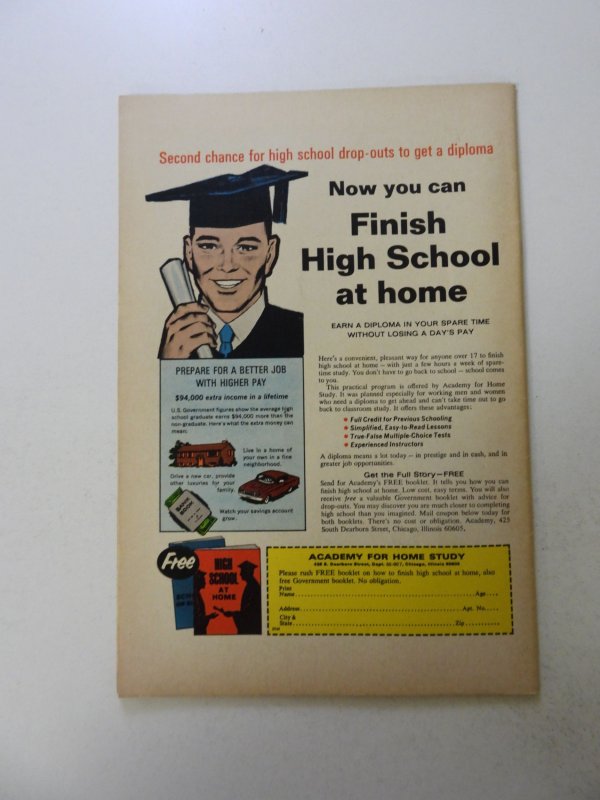 Second chance for high school drop-outs to get a diploma
Now you can
Finish
High School
at home
EARN A DIPLOMA IN YOUR SPARE TIME
WITHOUT LOSING A DAY'S PAY
Here's a convenient, pleasant way for anyone over 17 to finish
high school at home – with just a few hours a week of spare-
time study. You don't have to go back to school – school comes
to you.
This practical program is offered by Academy for Home
Study. It was planned especially for working men and women
who need a diploma to get ahead and can't take time out to go
back to classroom study. It offers these advantages:
• Full Credit for Previous Schooling
• Simplified, Easy-to-Read Lessons
• True-False Multiple-Choice Tests
• Experienced Instructors
A diploma means a lot today – in prestige and in cash, and in
greater job opportunities.
Get the Full Story—FREE
Send for Academy's FREE booklet. It tells you how you can
finish high school at home. Low cost, easy terms. You will also
receive free a valuable Government booklet with advice for
drop-outs. You may discover you are much closer to completing
high school than you imagined. Mail coupon below today for
both booklets. There's no cost or obligation. Academy, 425
South Dearborn Street, Chicago, Illinois 60605.
PREPARE FOR A BETTER JOB
WITH HIGHER PAY
$94,000 extra income in a lifetime
U.S. Government figures show the average high
school graduate earns $94,000 more than the
non-graduate. Here's what the extra money can
mean:
Live in a home of
your own in a fine
neighborhood.
Drive a new car, provide
other luxuries for your
family.
BANK
BOOK
Watch your savings account
grow.
Free
HIGH
SCHOOL
AT
HOME
ACADEMY FOR HOME STUDY
Chicago, Illinois 60605
Please rush FREE booklet on how to finish high school at home, also
free Government booklet. No obligation.
Print
Name Age
Address Apt. No.
City &
State Zip